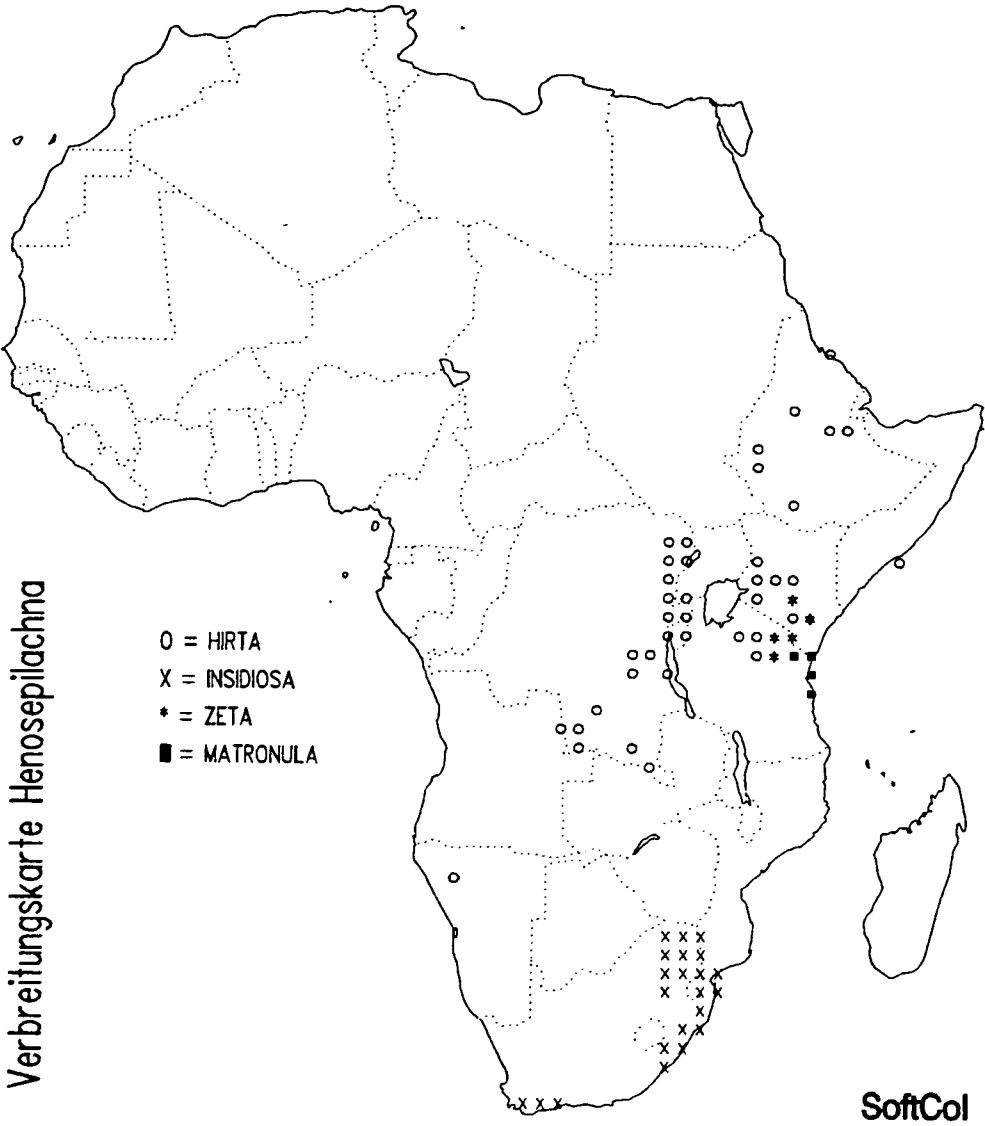 Verbreitungskarte Henosepilachna
O = HIRTA
X = INSIDIOSA
* = ZETA
■ = MATRONULA
SoftCol